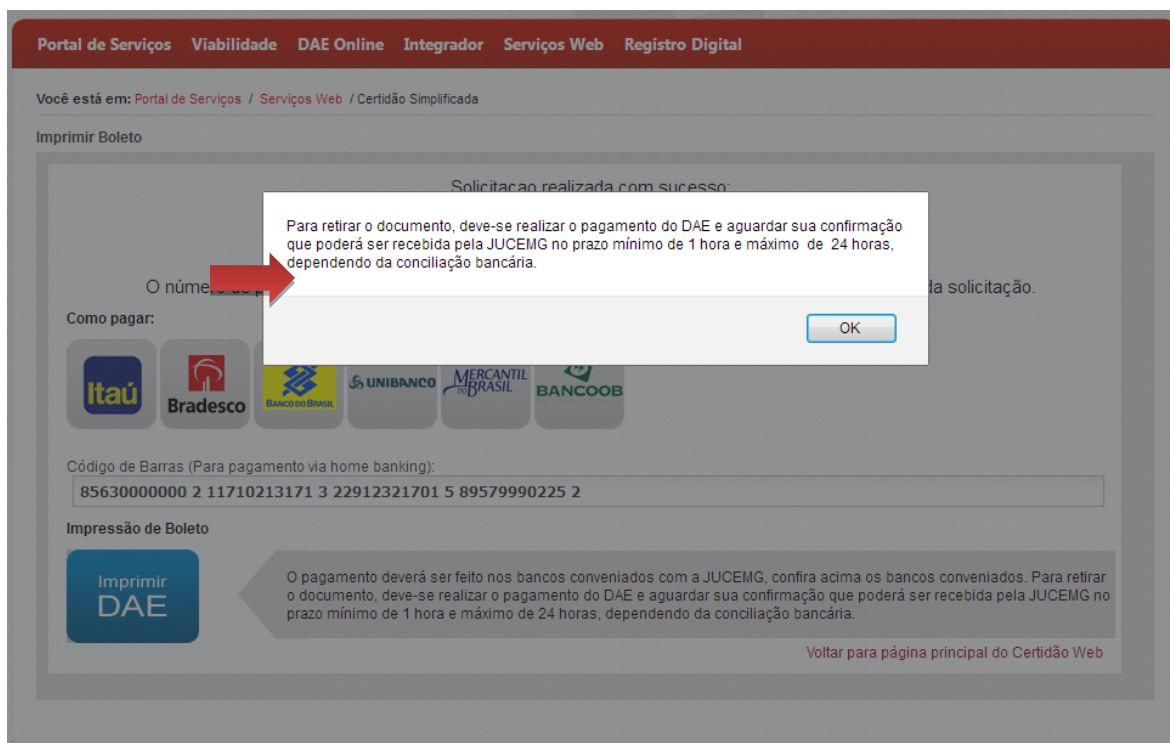 Portal de Serviços Viabilidade DAE Online Integrador Serviços Web Registro Digital
Você está em: Portal de Serviços / Serviços Web / Certidão Simplificada
Imprimir Boleto
Solicitacao realizada com sucesso:
Para retirar o documento, deve-se realizar o pagamento do DAE e aguardar sua confirmação
que poderá ser recebida pela JUCEMG no prazo mínimo de 1 hora e máximo de 24 horas,
dependendo da conciliação bancária.
O número da solicitação.
OK
Como pagar:
Itaú Bradesco BANCO DO BRASIL UNIBANCO MERCANTIL DO BRASIL BANCOOB
Código de Barras (Para pagamento via home banking):
85630000000 2 11710213171 3 22912321701 5 89579990225 2
Impressão de Boleto
Imprimir
DAE
O pagamento deverá ser feito nos bancos conveniados com a JUCEMG, confira acima os bancos conveniados. Para retirar
o documento, deve-se realizar o pagamento do DAE e aguardar sua confirmação que poderá ser recebida pela JUCEMG no
prazo mínimo de 1 hora e máximo de 24 horas, dependendo da conciliação bancária.
Voltar para página principal do Certidão Web